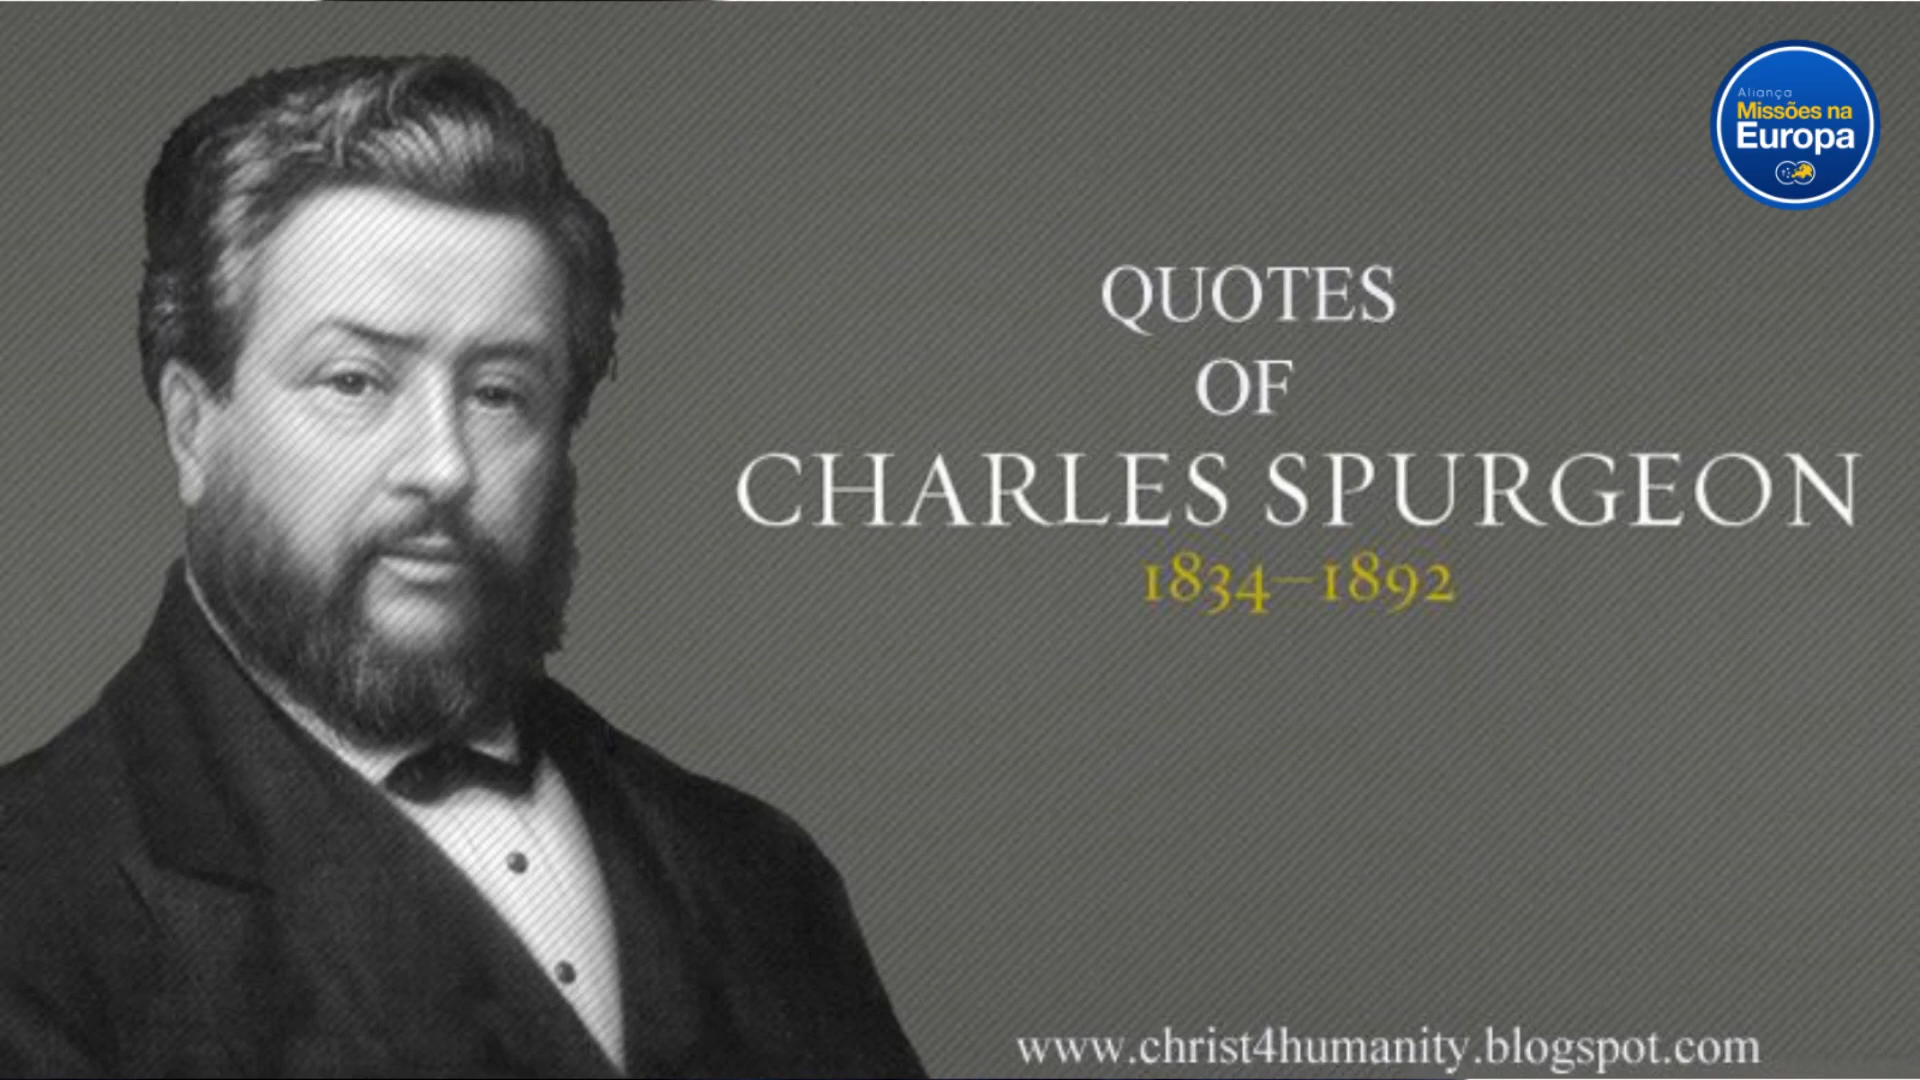 Aliança
Missões na
Europa
QUOTES
OF
CHARLES SPURGEON
1834–1892
www.christ4humanity.blogspot.com